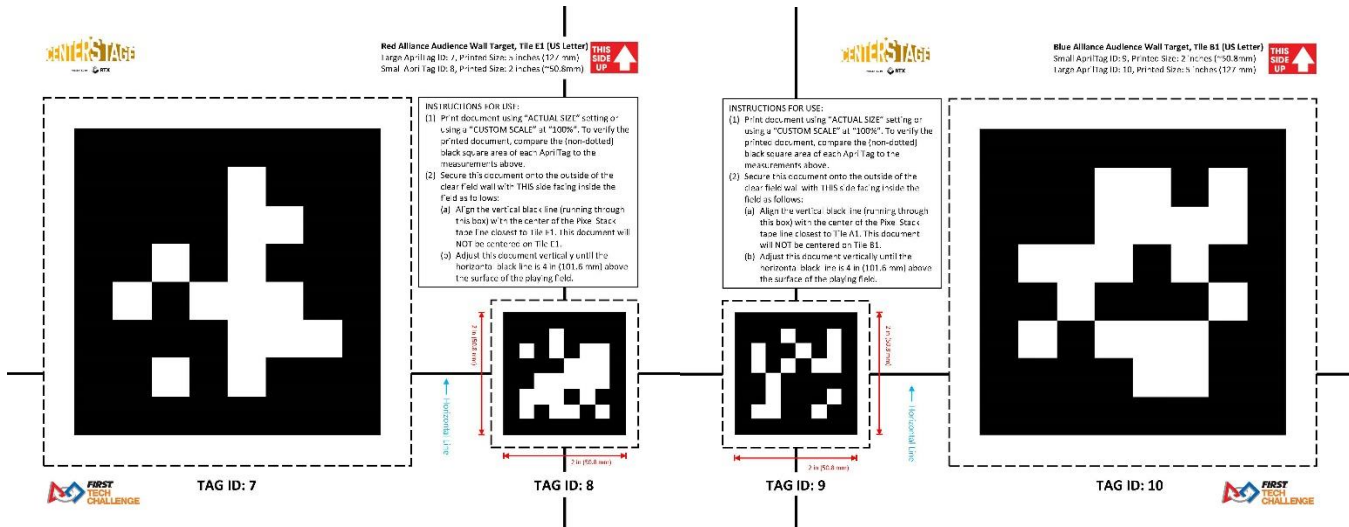 CENTERSTAGE
RTX
Red Alliance Audience Wall Target, Tile E1 (US Letter)
Large AprilTag ID: 7, Printed Size: 5 inches (127 mm)
Small AprilTag ID: 8, Printed Size: 2 inches (~50.8mm)
THIS
SIDE
UP
INSTRUCTIONS FOR USE:
(1) Print document using "ACTUAL SIZE" setting or
using a "CUSTOM SCALE" at "100%". To verify the
printed document, compare the (non-dotted)
black square area of each AprilTag to the
measurements above.
(2) Secure this document onto the outside of the
clear field wall with THIS side facing inside the
field as follows:
(a) Align the vertical black line (running through
this box) with the center of the Pixel Stack
tape line closest to Tile F1. This document will
NOT be centered on Tile E1.
(b) Adjust this document vertically until the
horizontal black line is 4 in (101.6 mm) above
the surface of the playing field.
Horizontal Line
2 in (50.8 mm)
2 in (50.8 mm)
TAG ID: 7
TAG ID: 8
FIRST
TECH
CHALLENGE
CENTERSTAGE
RTX
Blue Alliance Audience Wall Target, Tile B1 (US Letter)
Small AprilTag ID: 9, Printed Size: 2 inches (~50.8mm)
Large AprilTag ID: 10, Printed Size: 5 inches (127 mm)
THIS
SIDE
UP
INSTRUCTIONS FOR USE:
(1) Print document using "ACTUAL SIZE" setting or
using a "CUSTOM SCALE" at "100%". To verify the
printed document, compare the (non-dotted)
black square area of each AprilTag to the
measurements above.
(2) Secure this document onto the outside of the
clear field wall with THIS side facing inside the
field as follows:
(a) Align the vertical black line (running through
this box) with the center of the Pixel Stack
tape line closest to Tile A1. This document
will NOT be centered on Tile B1.
(b) Adjust this document vertically until the
horizontal black line is 4 in (101.6 mm) above
the surface of the playing field.
2 in (50.8 mm)
2 in (50.8 mm)
Horizontal Line
TAG ID: 9
TAG ID: 10
FIRST
TECH
CHALLENGE